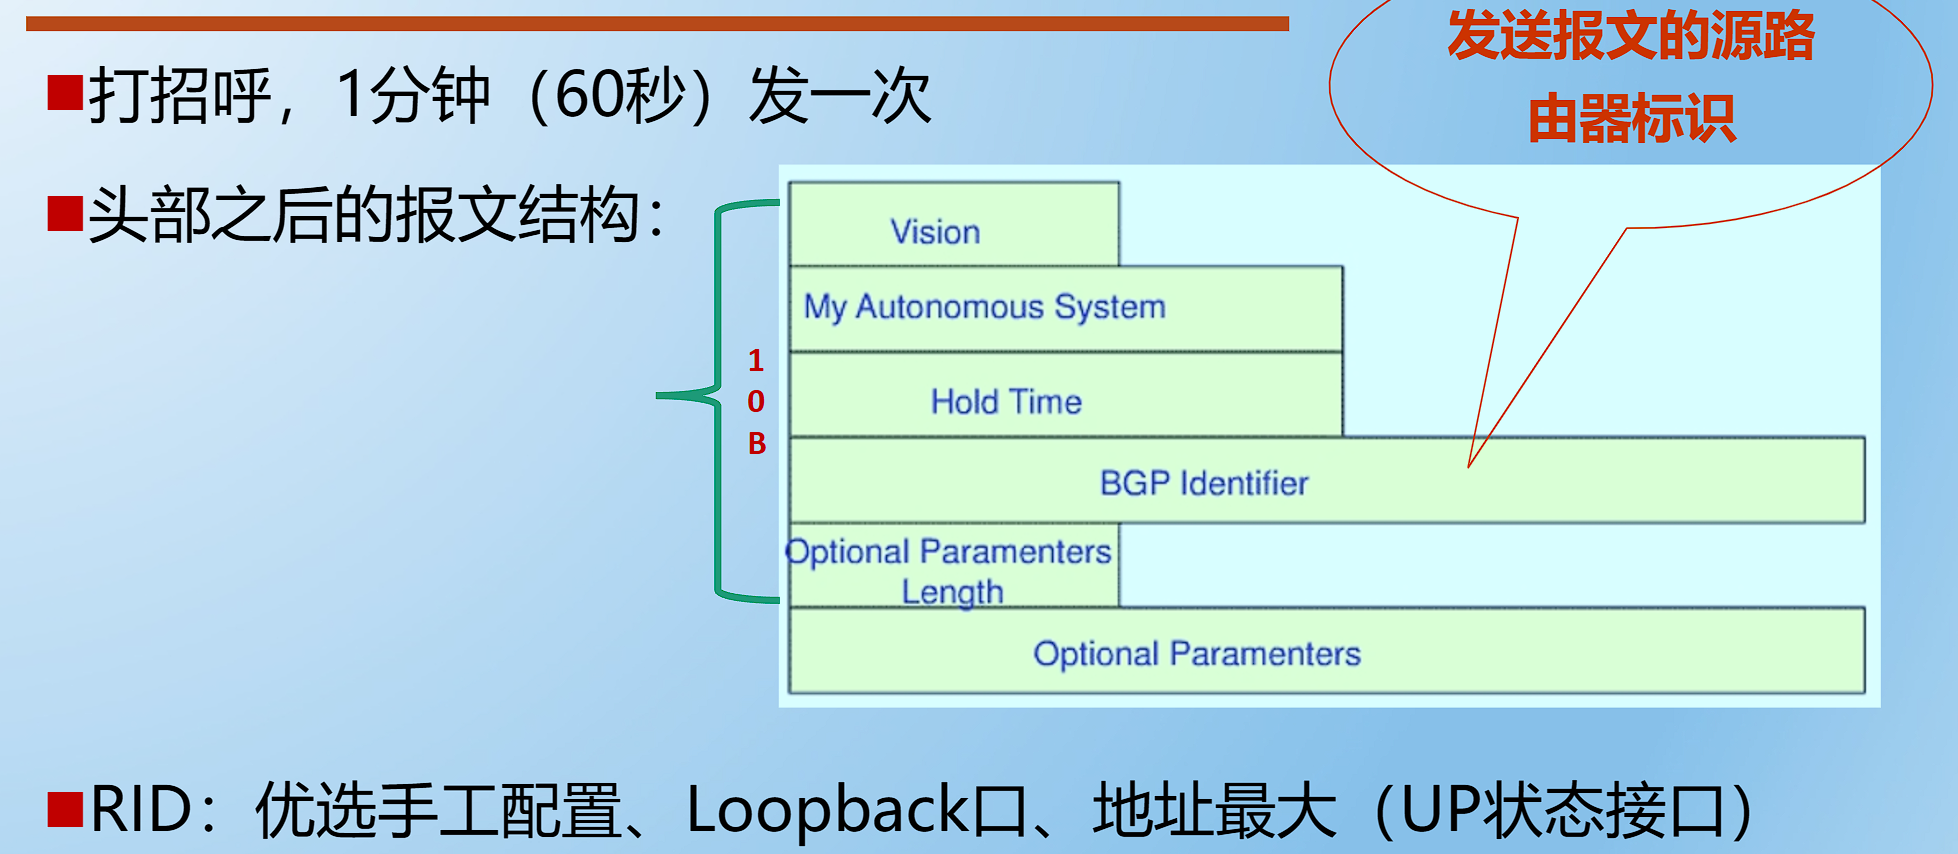 发送报文的源路
由器标识
■打招呼，1分钟（60秒）发一次
■头部之后的报文结构：
Vision
My Autonomous System
Hold Time
BGP Identifier
Optional Paramenters
Length
Optional Paramenters
1
0
B
■RID：优选手工配置、Loopback口、地址最大（UP状态接口）